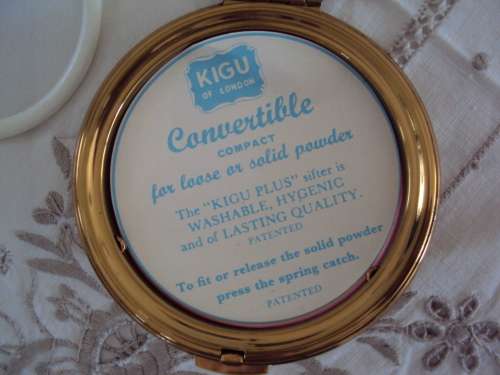 KIGU
OF LONDON
Convertible
COMPACT
for loose or solid powder
The "KIGU PLUS" sifter is
WASHABLE, HYGENIC
and of LASTING QUALITY.
PATENTED
To fit or release the solid powder
press the spring catch.
PATENTED